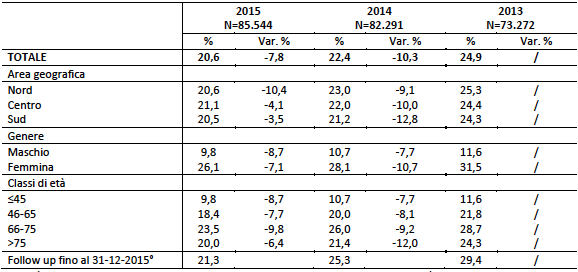 2015 2014 2013
N=85.544 N=82.291 N=73.272
% Var. % % Var. % % Var. %
TOTALE 20,6 -7,8 22,4 -10,3 24,9 /
Area geografica
Nord 20,6 -10,4 23,0 -9,1 25,3 /
Centro 21,1 -4,1 22,0 -10,0 24,4 /
Sud 20,5 -3,5 21,2 -12,8 24,3 /
Genere
Maschio 9,8 -8,7 10,7 -7,7 11,6 /
Femmina 26,1 -7,1 28,1 -10,7 31,5 /
Classi di età
≤45 9,8 -8,7 10,7 -7,7 11,6 /
46-65 18,4 -7,7 20,0 -8,1 21,8 /
66-75 23,5 -9,8 26,0 -9,2 28,7 /
>75 20,0 -6,4 21,4 -12,0 24,3 /
Follow up fino al 31-12-2015° 21,3 25,3 29,4 /